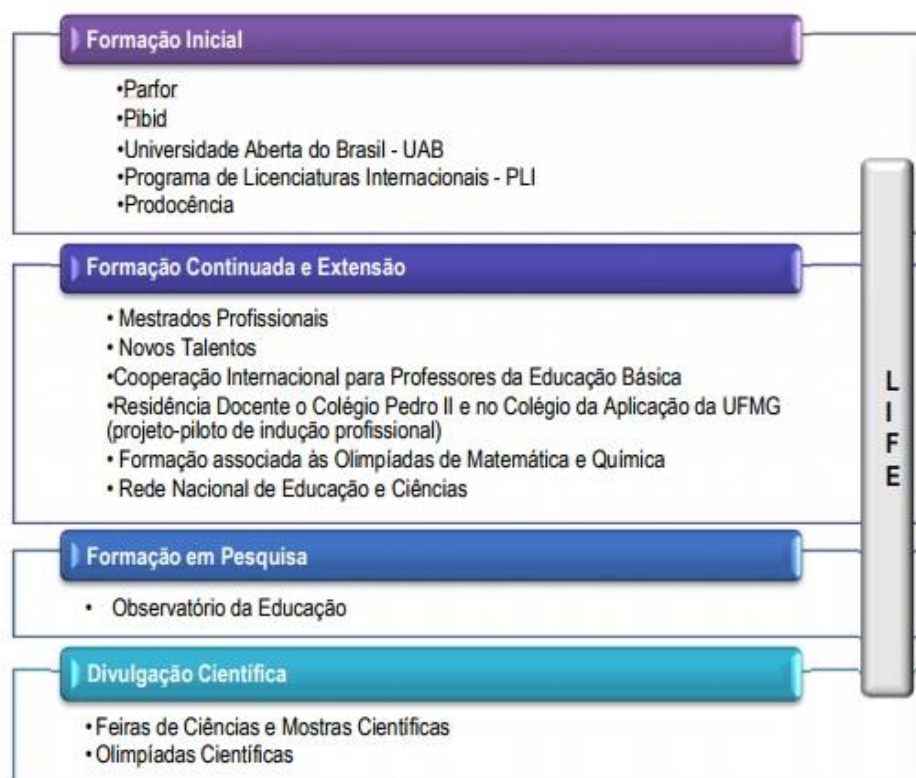 Formação Inicial
•Parfor
•Pibid
•Universidade Aberta do Brasil - UAB
•Programa de Licenciaturas Internacionais - PLI
•Prodocência
Formação Continuada e Extensão
• Mestrados Profissionais
• Novos Talentos
•Cooperação Internacional para Professores da Educação Básica
•Residência Docente o Colégio Pedro II e no Colégio da Aplicação da UFMG
(projeto-piloto de indução profissional)
• Formação associada às Olimpíadas de Matemática e Química
• Rede Nacional de Educação e Ciências
Formação em Pesquisa
• Observatório da Educação
Divulgação Científica
• Feiras de Ciências e Mostras Científicas
• Olimpíadas Científicas
LIFE